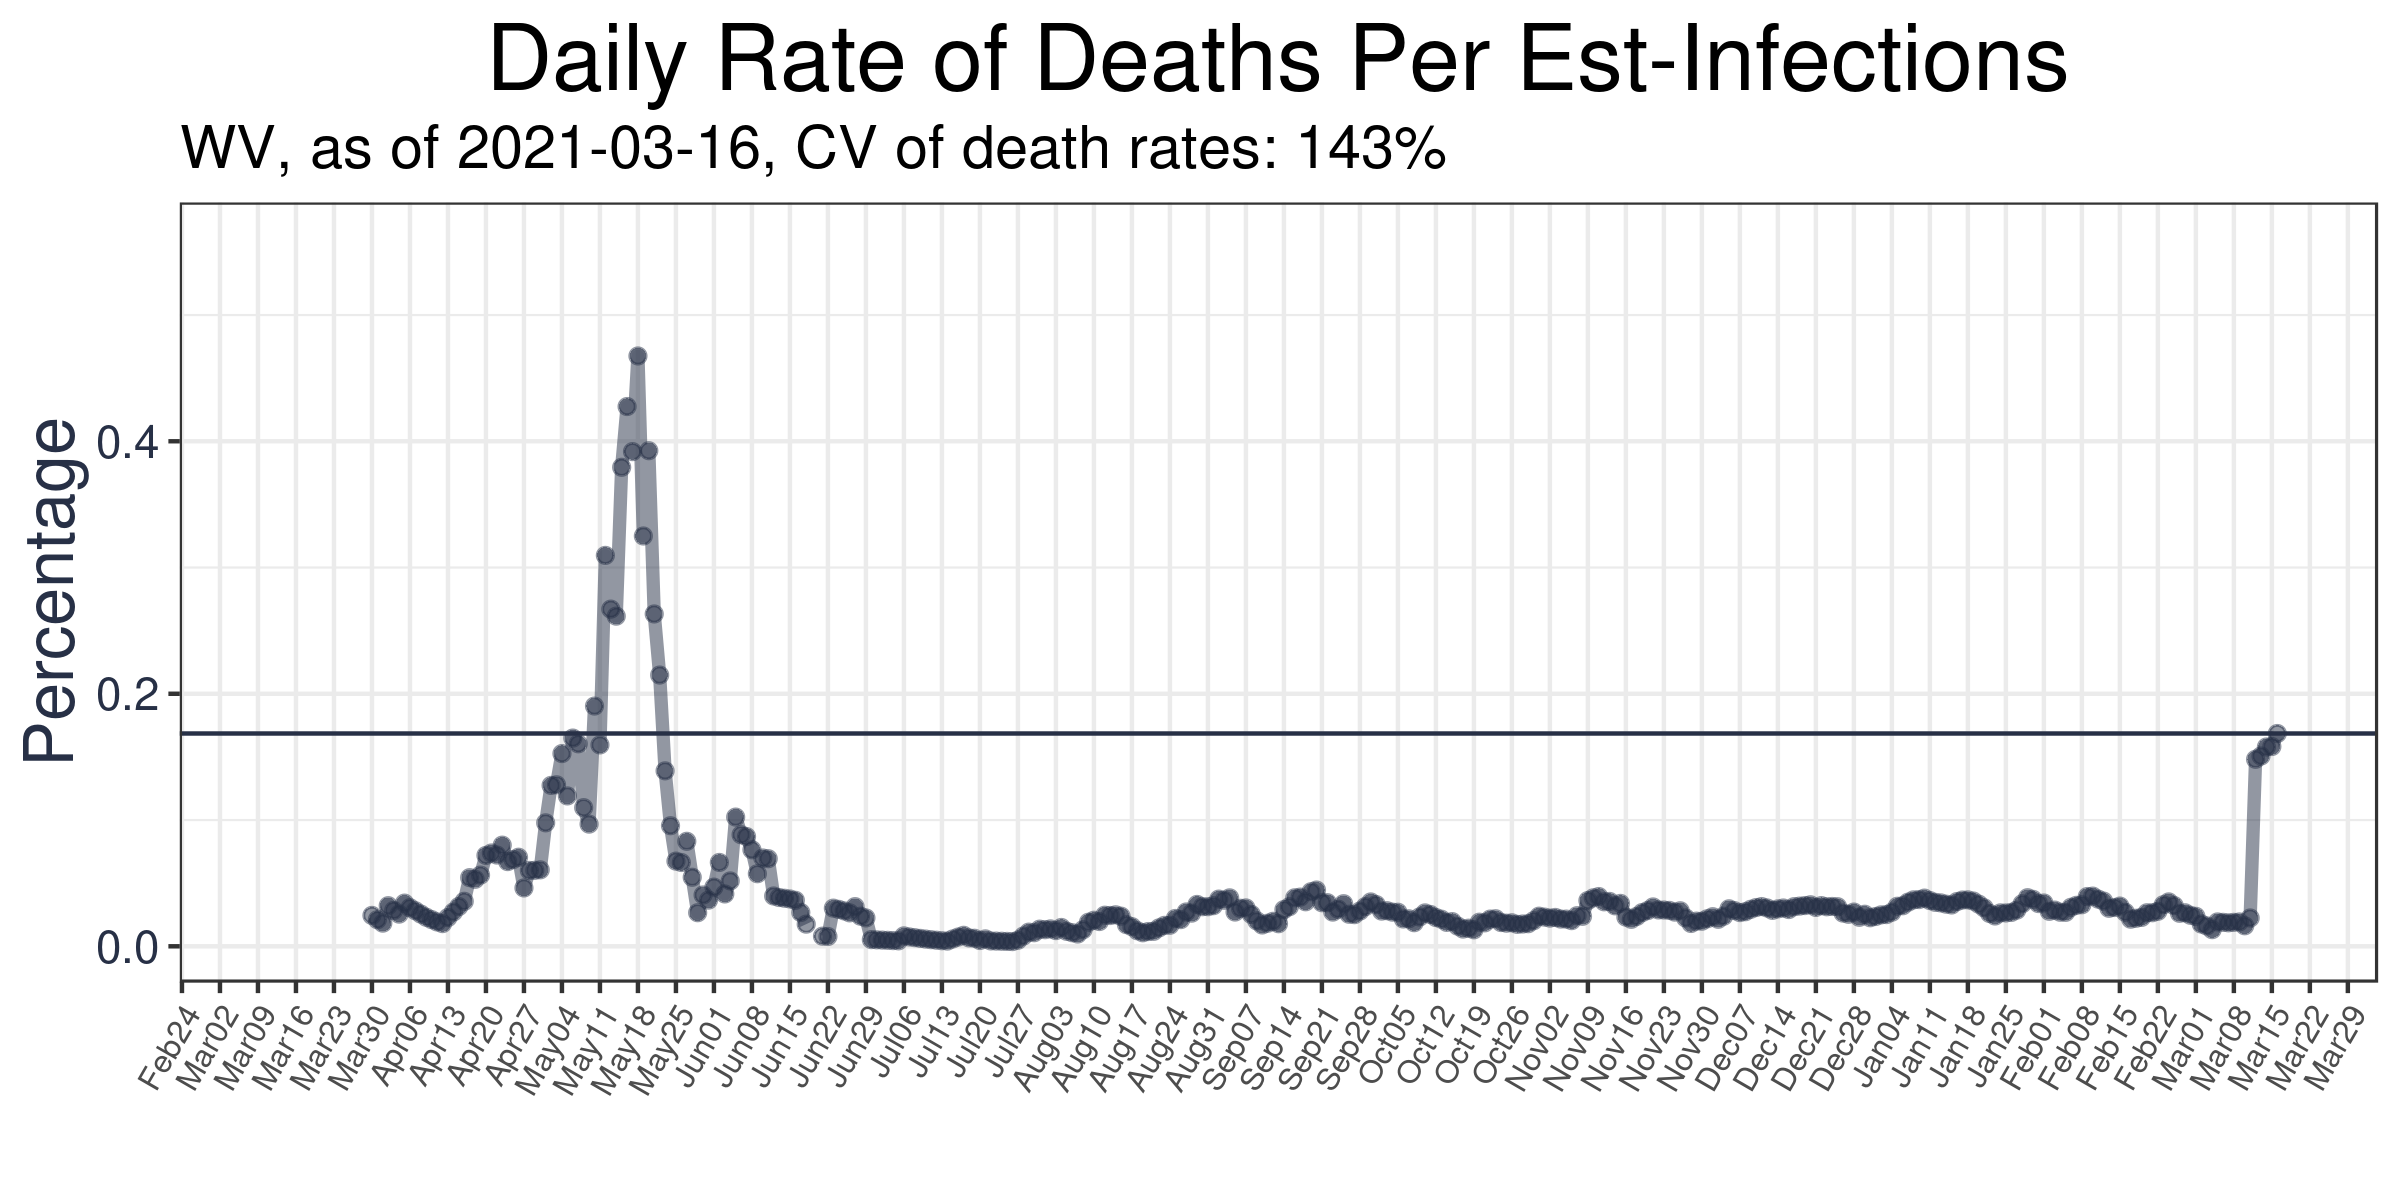 Daily Rate of Deaths Per Est-Infections
WV, as of 2021-03-16, CV of death rates: 143%
Percentage
0.4
0.2
0.0
Feb24
Mar02
Mar09
Mar16
Mar23
Mar30
Apr06
Apr13
Apr20
Apr27
May04
May11
May18
May25
Jun01
Jun08
Jun15
Jun22
Jun29
Jul06
Jul13
Jul20
Jul27
Aug03
Aug10
Aug17
Aug24
Aug31
Sep07
Sep14
Sep21
Sep28
Oct05
Oct12
Oct19
Oct26
Nov02
Nov09
Nov16
Nov23
Nov30
Dec07
Dec14
Dec21
Dec28
Jan04
Jan11
Jan18
Jan25
Feb01
Feb08
Feb15
Feb22
Mar01
Mar08
Mar15
Mar22
Mar29